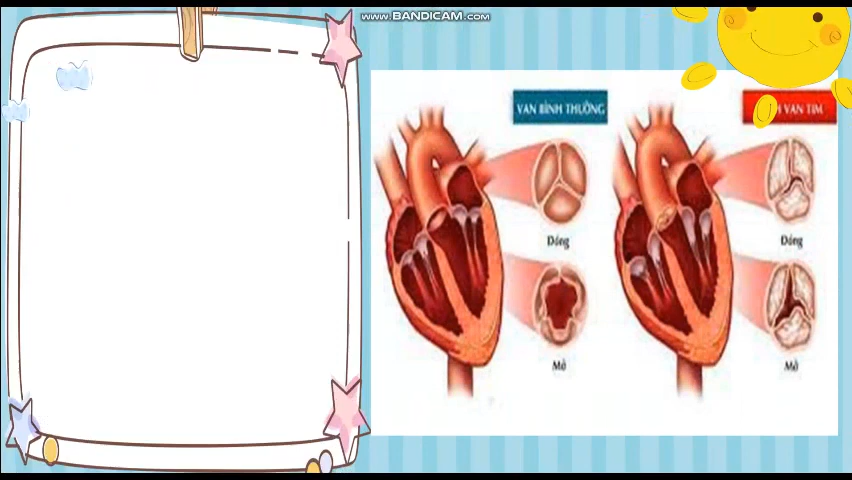 www.BANDICAM.com
VAN BÌNH THƯỜNG
VAN TIM
Đóng
Đóng
Mở
Mở